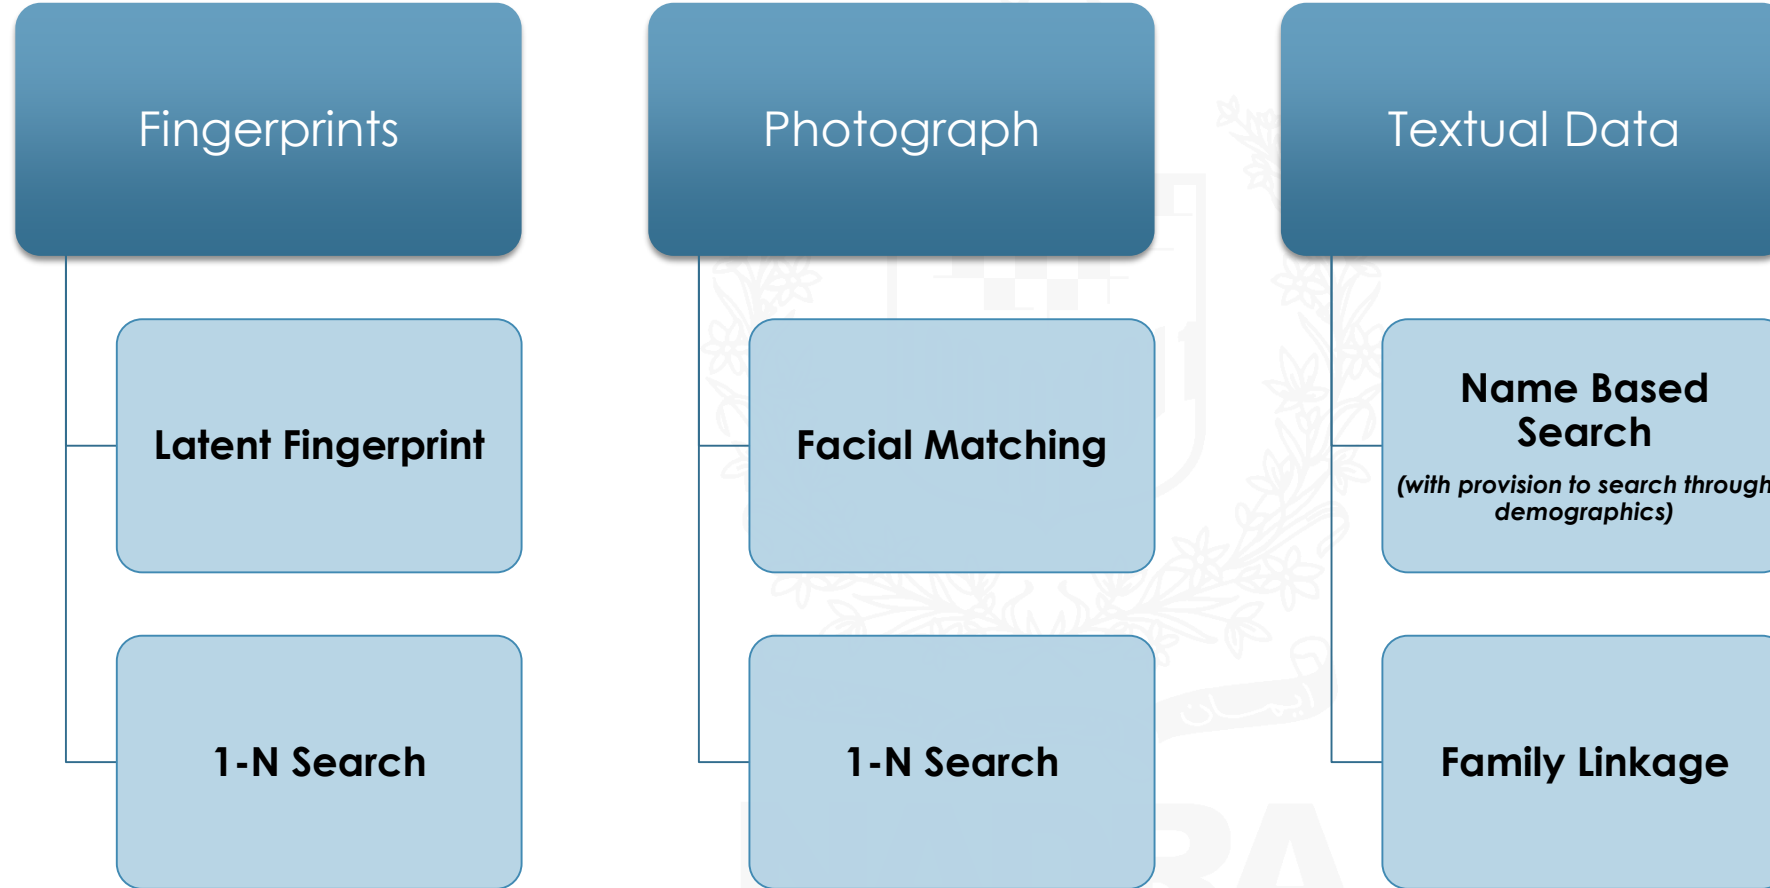 Fingerprints
Latent Fingerprint
1-N Search
Photograph
Facial Matching
1-N Search
Textual Data
Name Based
Search
(with provision to search through
demographics)
Family Linkage